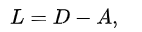 L = D − A,